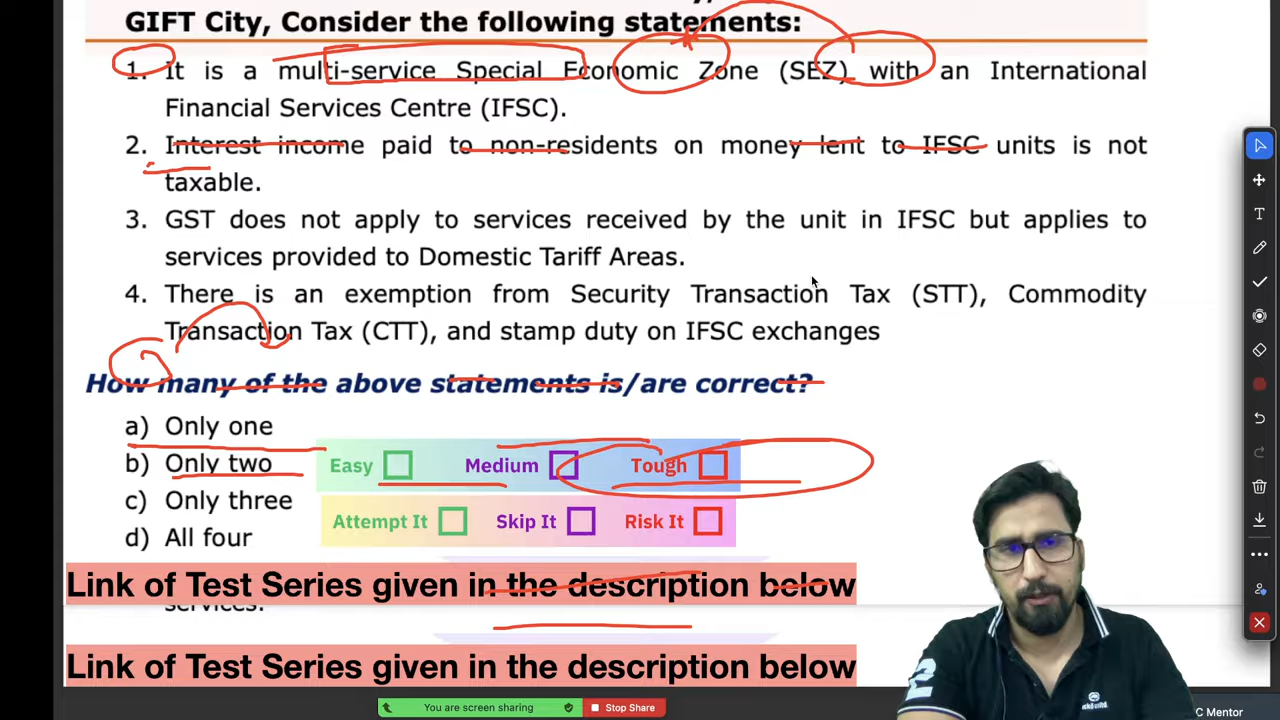 GIFT City, Consider the following statements:
1. It is a multi-service Special Economic Zone (SEZ) with an International
Financial Services Centre (IFSC).
2. Interest income paid to non-residents on money lent to IFSC units is not
taxable.
3. GST does not apply to services received by the unit in IFSC but applies to
services provided to Domestic Tariff Areas.
4. There is an exemption from Security Transaction Tax (STT), Commodity
Transaction Tax (CTT), and stamp duty on IFSC exchanges
How many of the above statements is/are correct?
a) Only one
b) Only two
c) Only three
d) All four
Easy Medium Tough
Attempt It Skip It Risk It
Link of Test Series given in the description below
services.
Link of Test Series given in the description below
You are screen sharing Stop Share
C Mentor